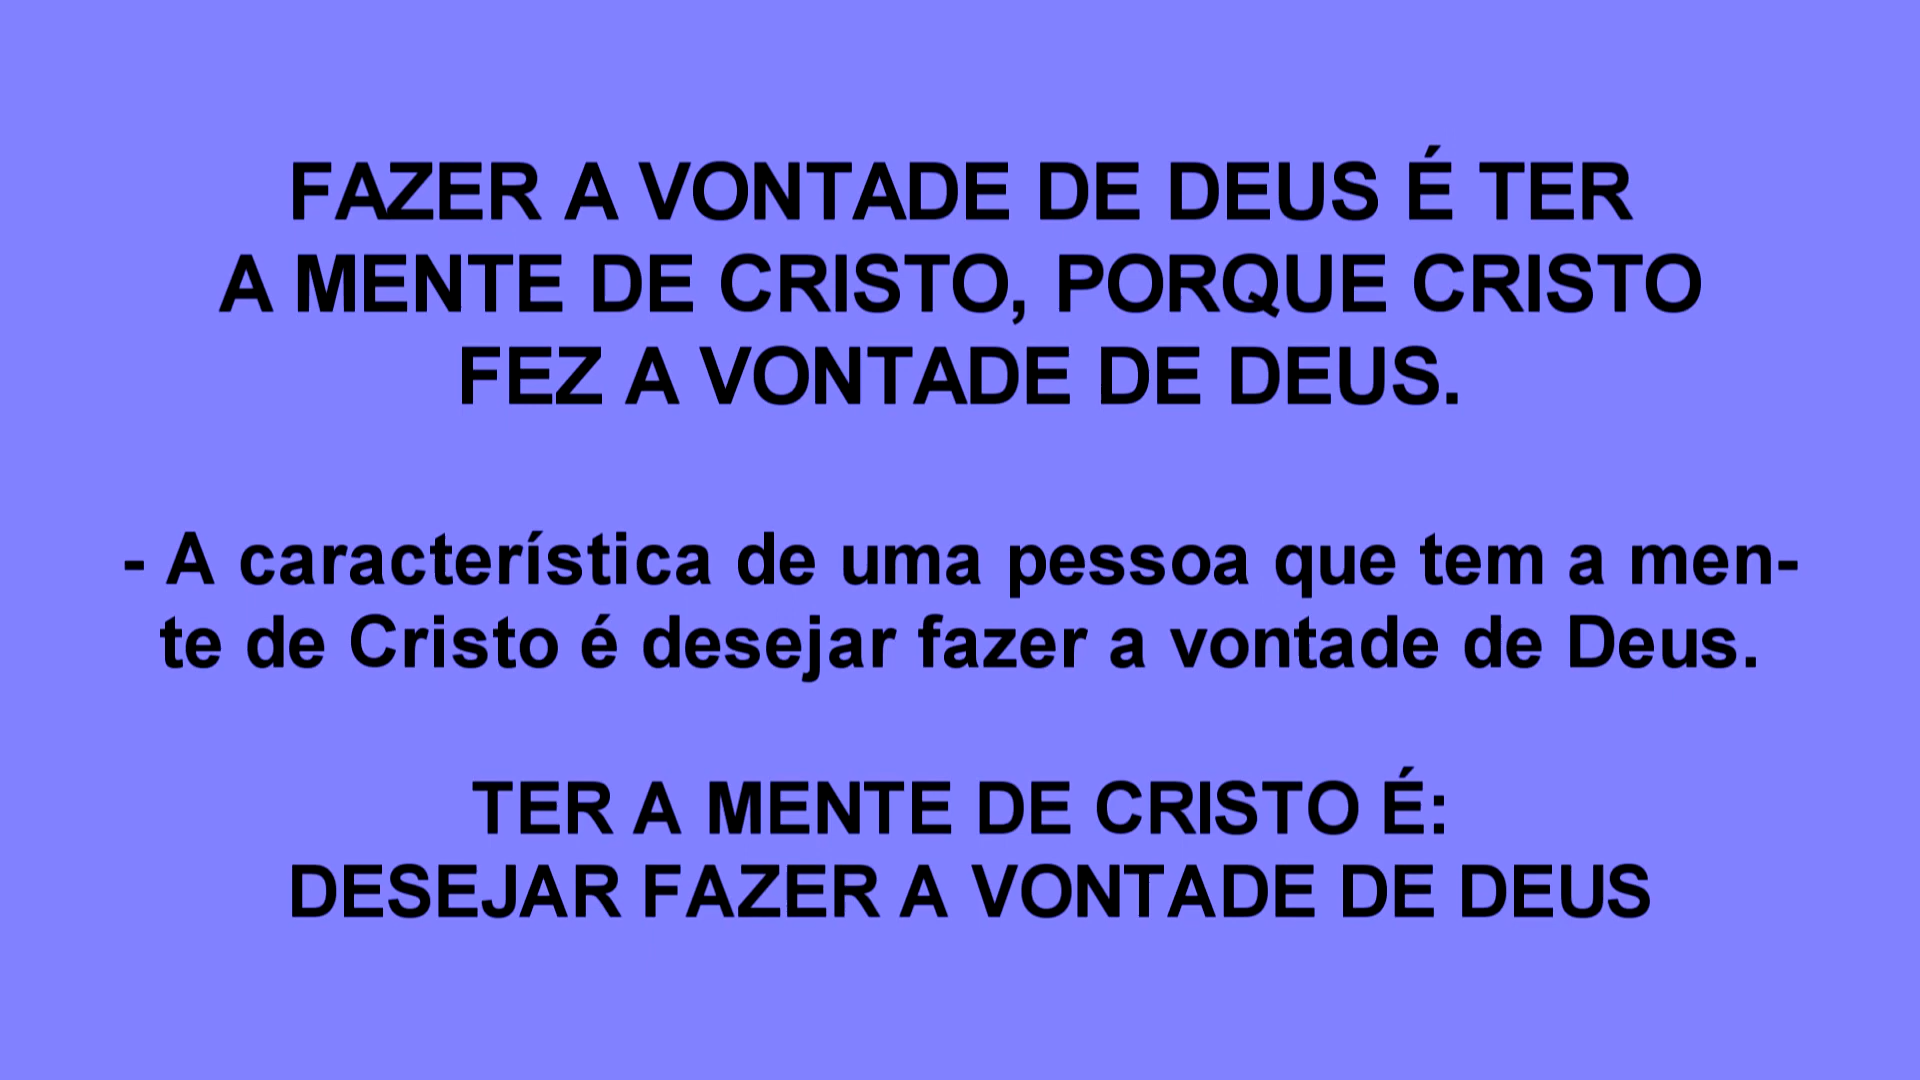 FAZER A VONTADE DE DEUS É TER
A MENTE DE CRISTO, PORQUE CRISTO
FEZ A VONTADE DE DEUS.
- A característica de uma pessoa que tem a men-
te de Cristo é desejar fazer a vontade de Deus.
TER A MENTE DE CRISTO É:
DESEJAR FAZER A VONTADE DE DEUS